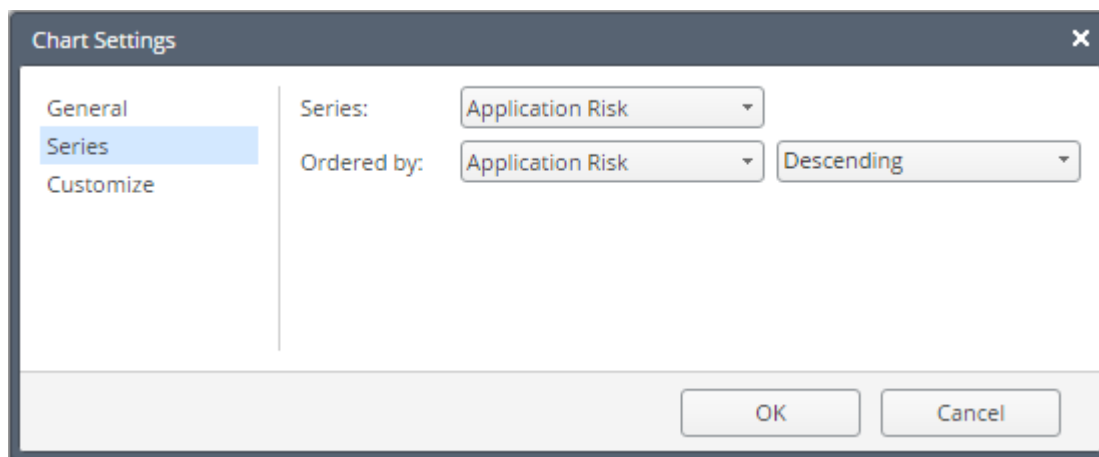 Chart Settings
General
Series
Customize
Series: Application Risk
Ordered by: Application Risk Descending
OK Cancel